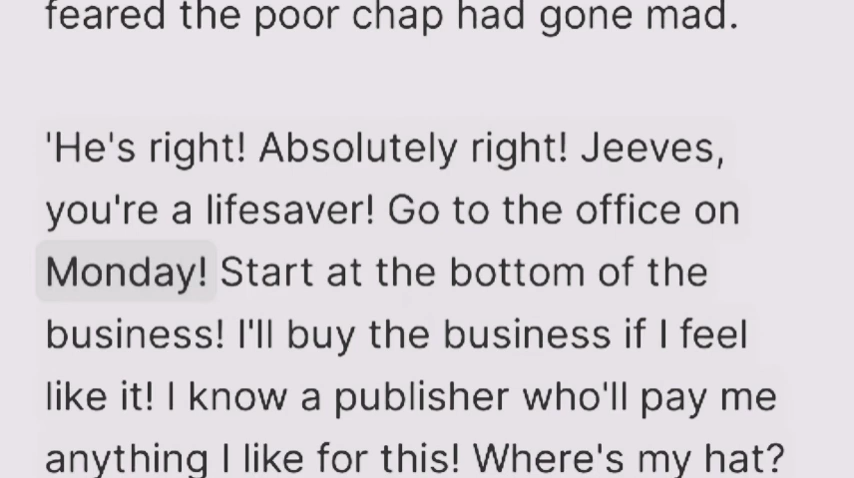 feared the poor chap had gone mad.
'He's right! Absolutely right! Jeeves,
you're a lifesaver! Go to the office on
Monday! Start at the bottom of the
business! I'll buy the business if I feel
like it! I know a publisher who'll pay me
anything I like for this! Where's my hat?